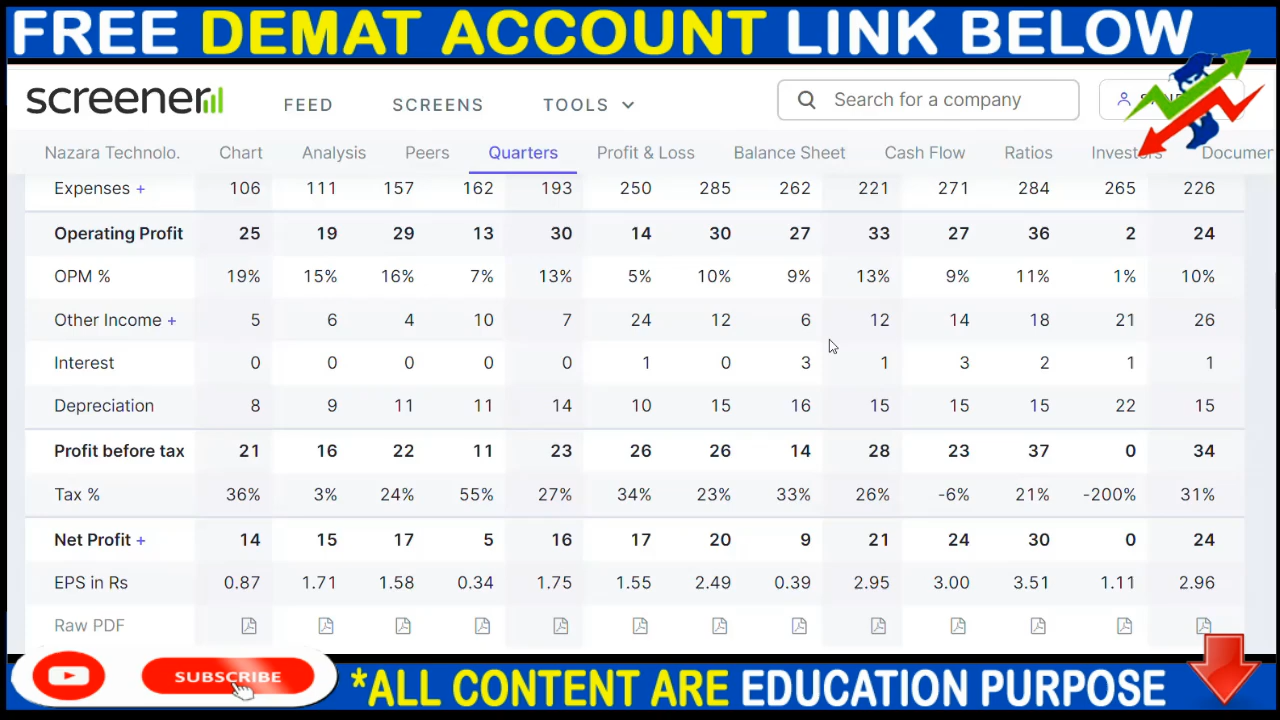 FREE DEMAT ACCOUNT LINK BELOW
screener FEED SCREENS TOOLS Search for a company
Nazara Technolo. Chart Analysis Peers Quarters Profit & Loss Balance Sheet Cash Flow Ratios Investors Documen
Expenses + 106 111 157 162 193 250 285 262 221 271 284 265 226
Operating Profit 25 19 29 13 30 14 30 27 33 27 36 2 24
OPM % 19% 15% 16% 7% 13% 5% 10% 9% 13% 9% 11% 1% 10%
Other Income + 5 6 4 10 7 24 12 6 12 14 18 21 26
Interest 0 0 0 0 0 1 0 3 1 3 2 1 1
Depreciation 8 9 11 11 14 10 15 16 15 15 15 22 15
Profit before tax 21 16 22 11 23 26 26 14 28 23 37 0 34
Tax % 36% 3% 24% 55% 27% 34% 23% 33% 26% -6% 21% -200% 31%
Net Profit + 14 15 17 5 16 17 20 9 21 24 30 0 24
EPS in Rs 0.87 1.71 1.58 0.34 1.75 1.55 2.49 0.39 2.95 3.00 3.51 1.11 2.96
Raw PDF
SUBSCRIBE
*ALL CONTENT ARE EDUCATION PURPOSE